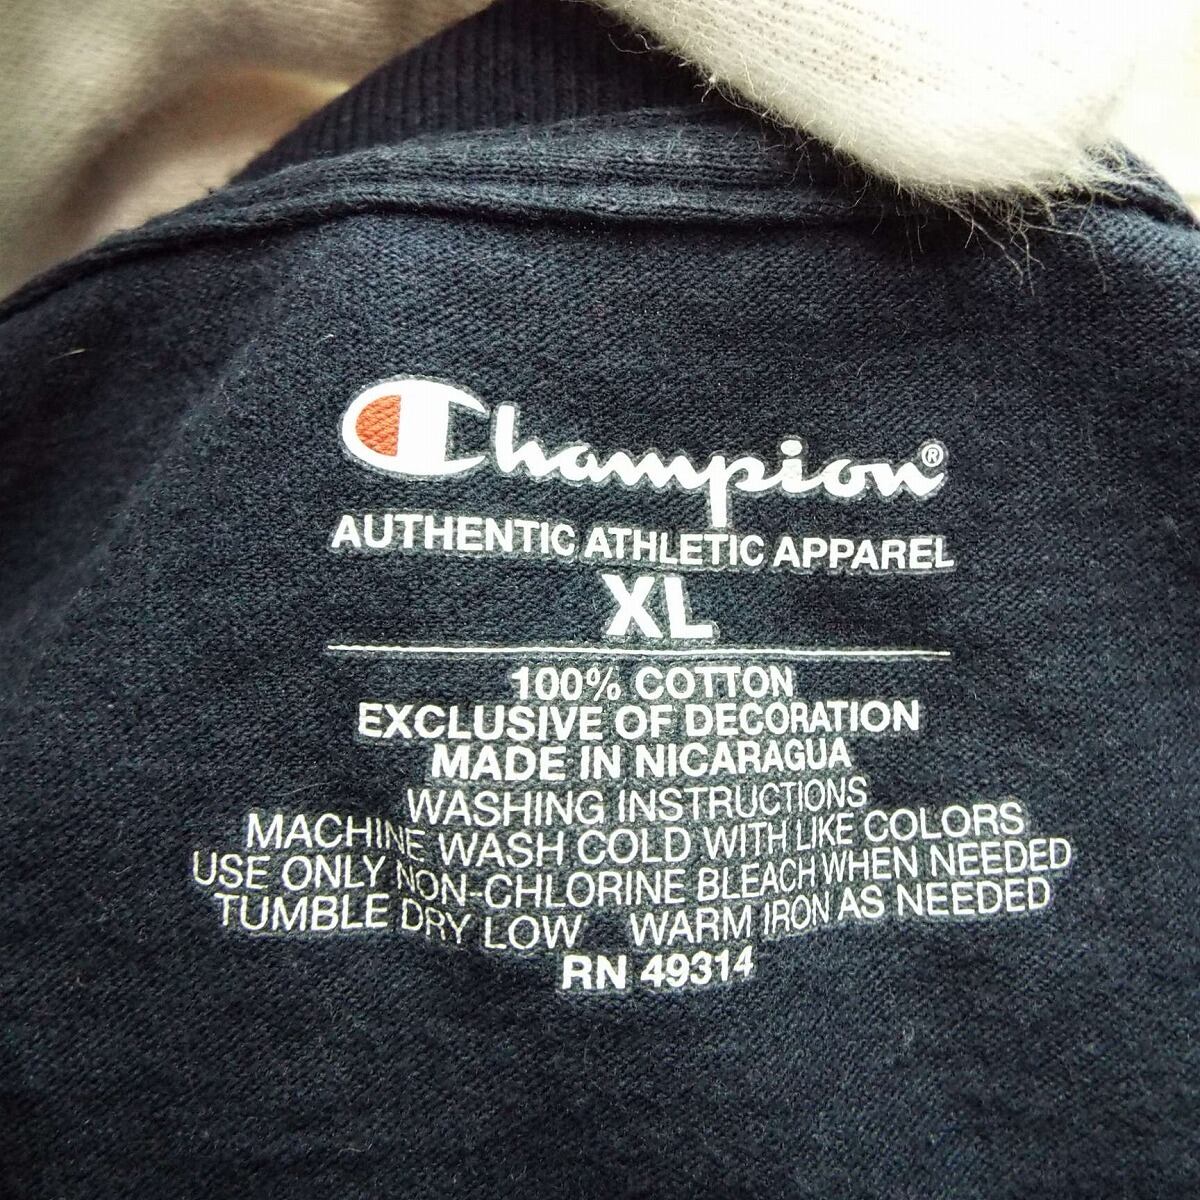 Champion®
AUTHENTIC ATHLETIC APPAREL
XL
100% COTTON
EXCLUSIVE OF DECORATION
MADE IN NICARAGUA
WASHING INSTRUCTIONS
MACHINE WASH COLD WITH LIKE COLORS
USE ONLY NON-CHLORINE BLEACH WHEN NEEDED
TUMBLE DRY LOW WARM IRON AS NEEDED
RN 49314